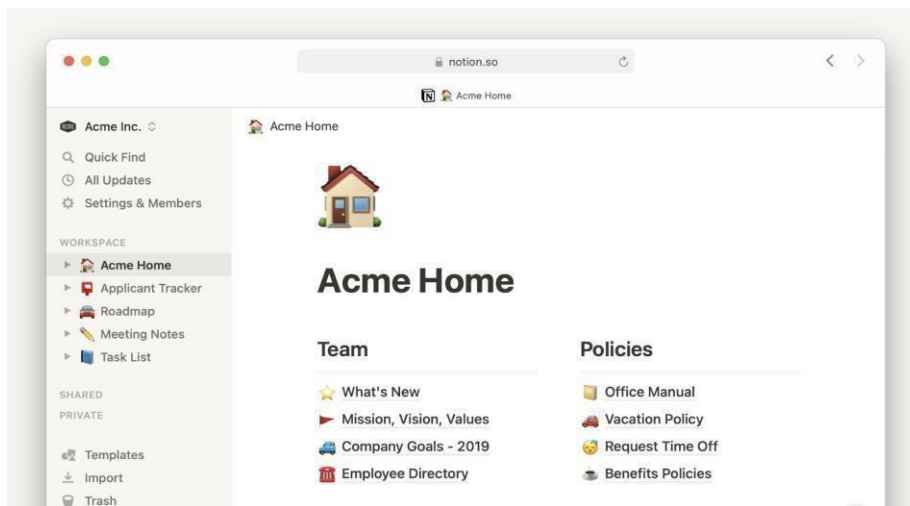 notion.so
Acme Home
Acme Inc.
Acme Home
Quick Find
All Updates
Settings & Members
WORKSPACE
Acme Home
Applicant Tracker
Roadmap
Meeting Notes
Task List
SHARED
PRIVATE
Templates
Import
Trash
Acme Home
Team
What's New
Mission, Vision, Values
Company Goals - 2019
Employee Directory
Policies
Office Manual
Vacation Policy
Request Time Off
Benefits Policies